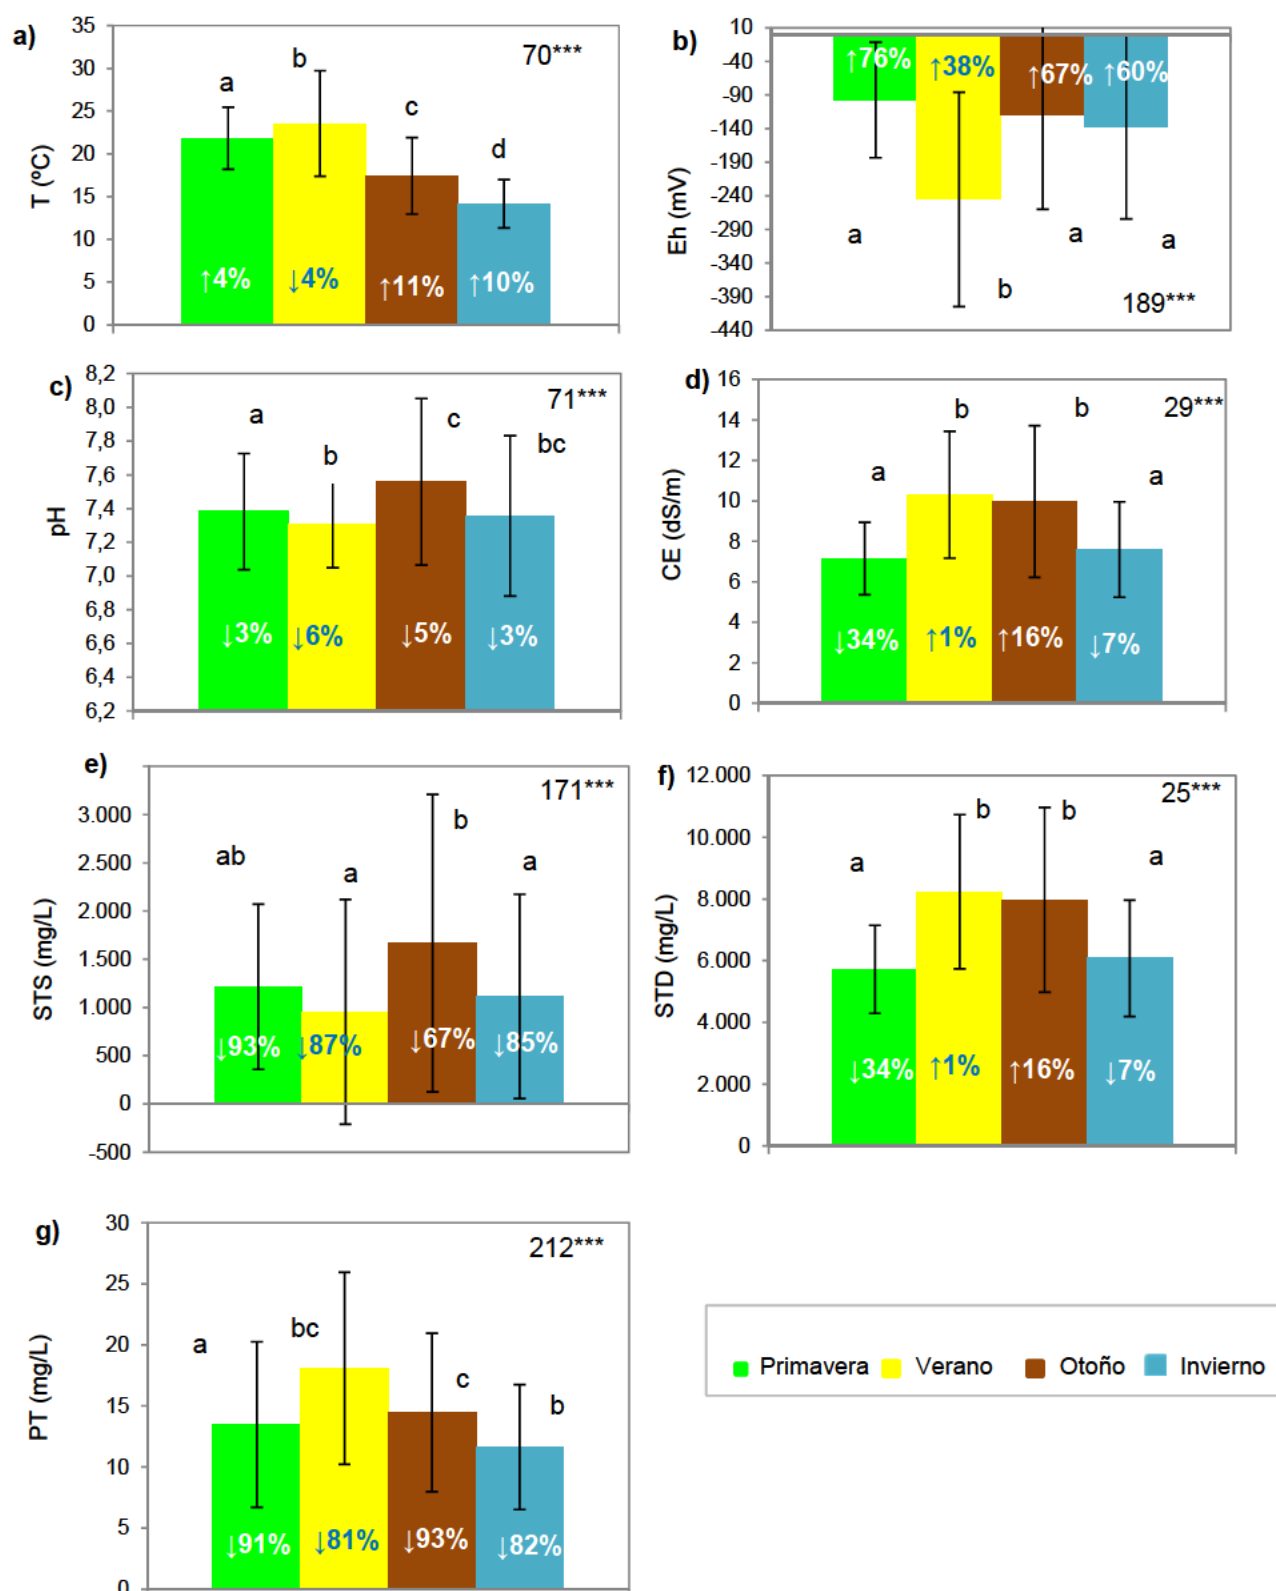 a)
T (ºC)
35
30
25
20
15
10
5
0
70***
a
b
c
d
↑4%
↓4%
↑11%
↑10%
b)
Eh (mV)
10
-40
-90
-140
-190
-240
-290
-340
-390
-440
↑76%
↑38%
↑67%
↑60%
a
b
a
a
189***
c)
pH
8,2
8,0
7,8
7,6
7,4
7,2
7,0
6,8
6,6
6,4
6,2
71***
a
b
c
bc
↓3%
↓6%
↓5%
↓3%
d)
CE (dS/m)
16
14
12
10
8
6
4
2
0
29***
a
b
b
a
↓34%
↑1%
↑16%
↓7%
e)
STS (mg/L)
3.000
2.500
2.000
1.500
1.000
500
0
-500
171***
ab
a
b
a
↓93%
↓87%
↓67%
↓85%
f)
STD (mg/L)
12.000
10.000
8.000
6.000
4.000
2.000
0
25***
a
b
b
a
↓34%
↑1%
↑16%
↓7%
g)
PT (mg/L)
30
25
20
15
10
5
0
212***
a
bc
c
b
↓91%
↓81%
↓93%
↓82%
Primavera
Verano
Otoño
Invierno